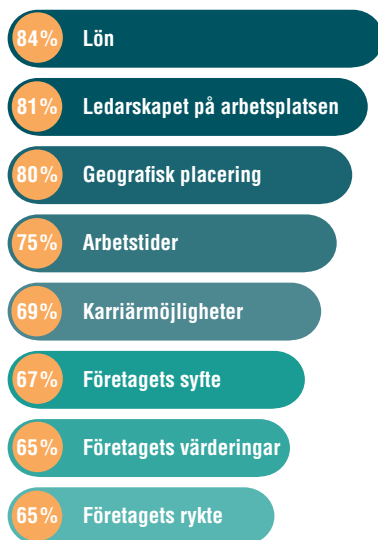 84% Lön
81% Ledarskapet på arbetsplatsen
80% Geografisk placering
75% Arbetstider
69% Karriärmöjligheter
67% Företagets syfte
65% Företagets värderingar
65% Företagets rykte